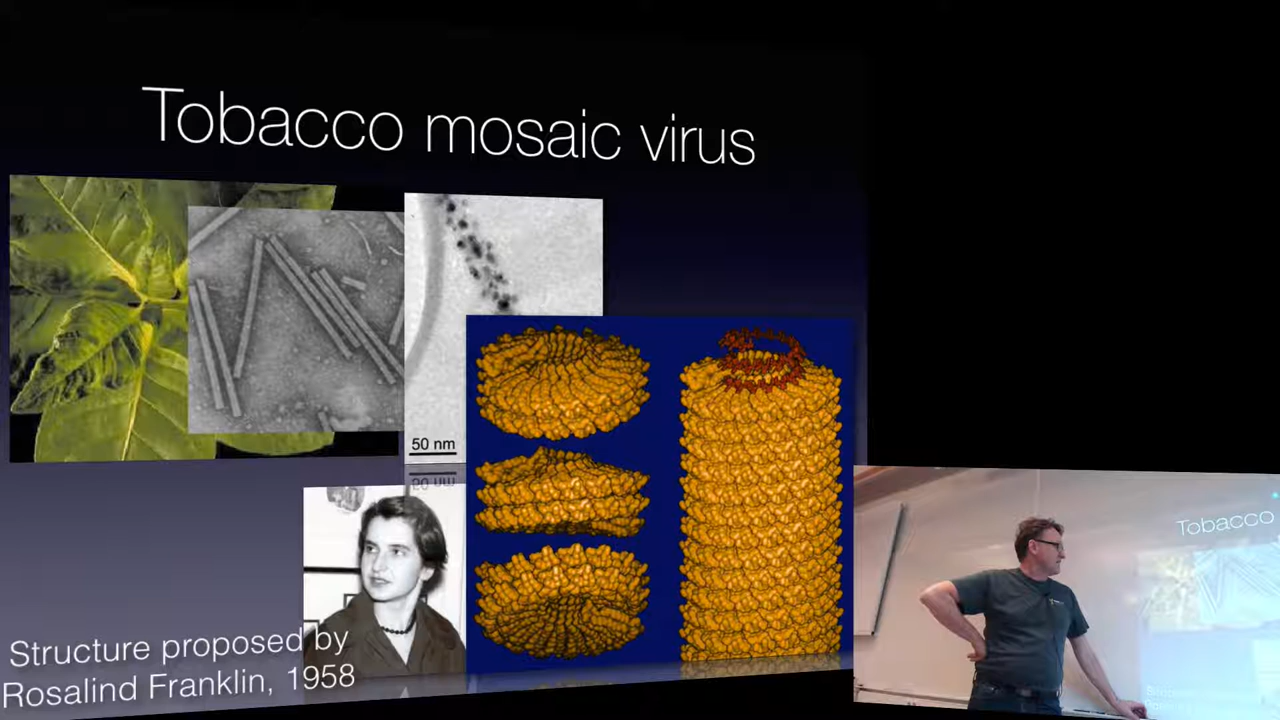 Tobacco mosaic virus
50 nm
Structure proposed by
Rosalind Franklin, 1958
Tobacco